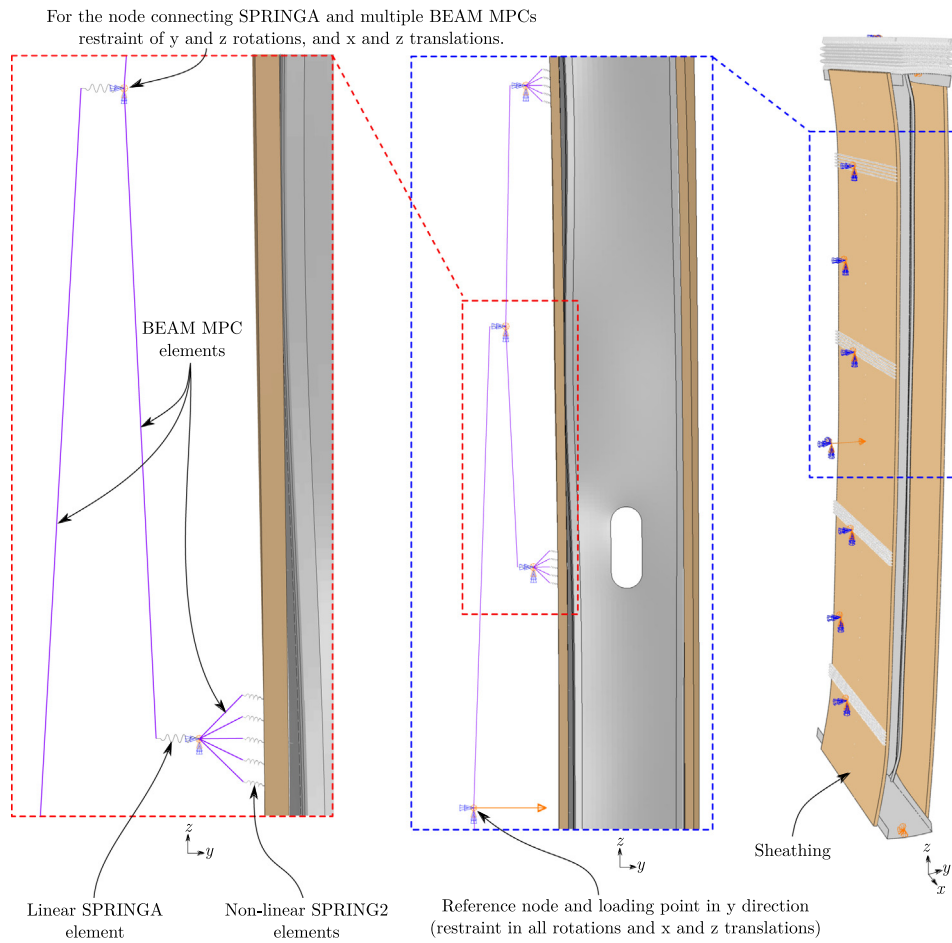 For the node connecting SPRINGA and multiple BEAM MPCs
restraint of y and z rotations, and x and z translations.
BEAM MPC
elements
Sheathing
z
y
z
y
z
y
x
Linear SPRINGA
element
Non-linear SPRING2
elements
Reference node and loading point in y direction
(restraint in all rotations and x and z translations)